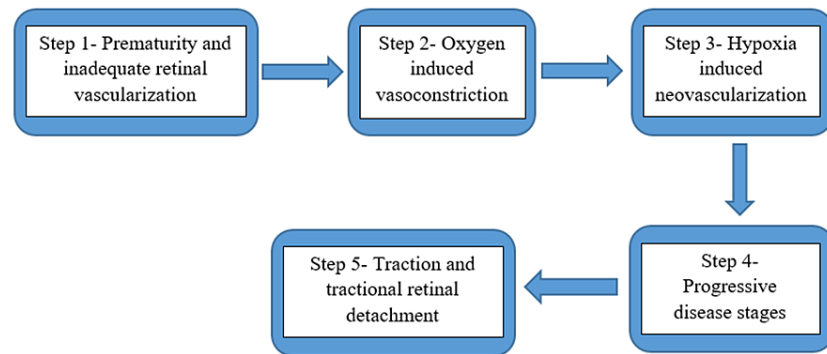 Step 1- Prematurity and
inadequate retinal
vascularization
Step 2- Oxygen
induced
vasoconstriction
Step 3- Hypoxia
induced
neovascularization
Step 4-
Progressive
disease stages
Step 5- Traction and
tractional retinal
detachment